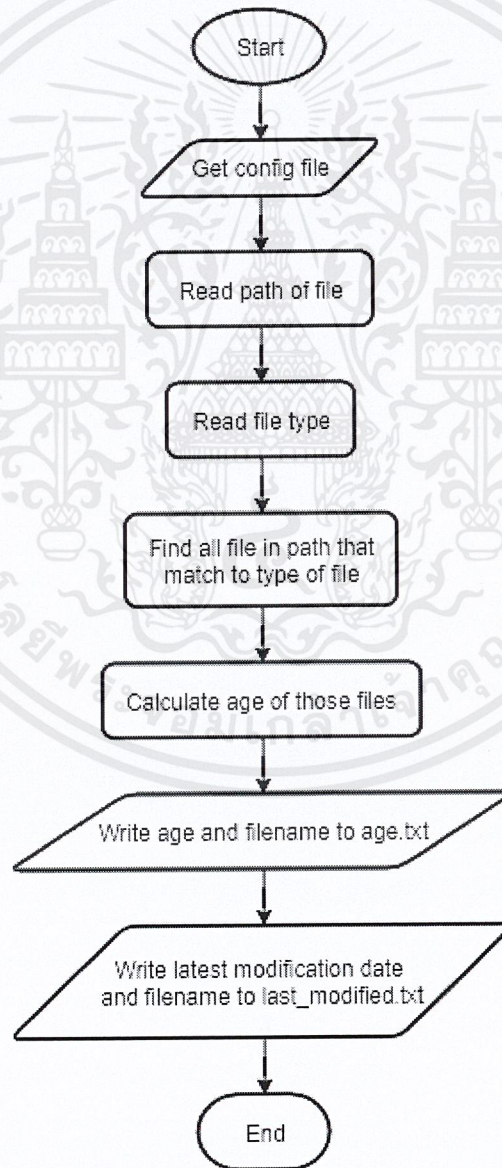 Start
Get config file
Read path of file
Read file type
Find all file in path that
match to type of file
Calculate age of those files
Write age and filename to age.txt
Write latest modification date
and filename to last_modified.txt
End